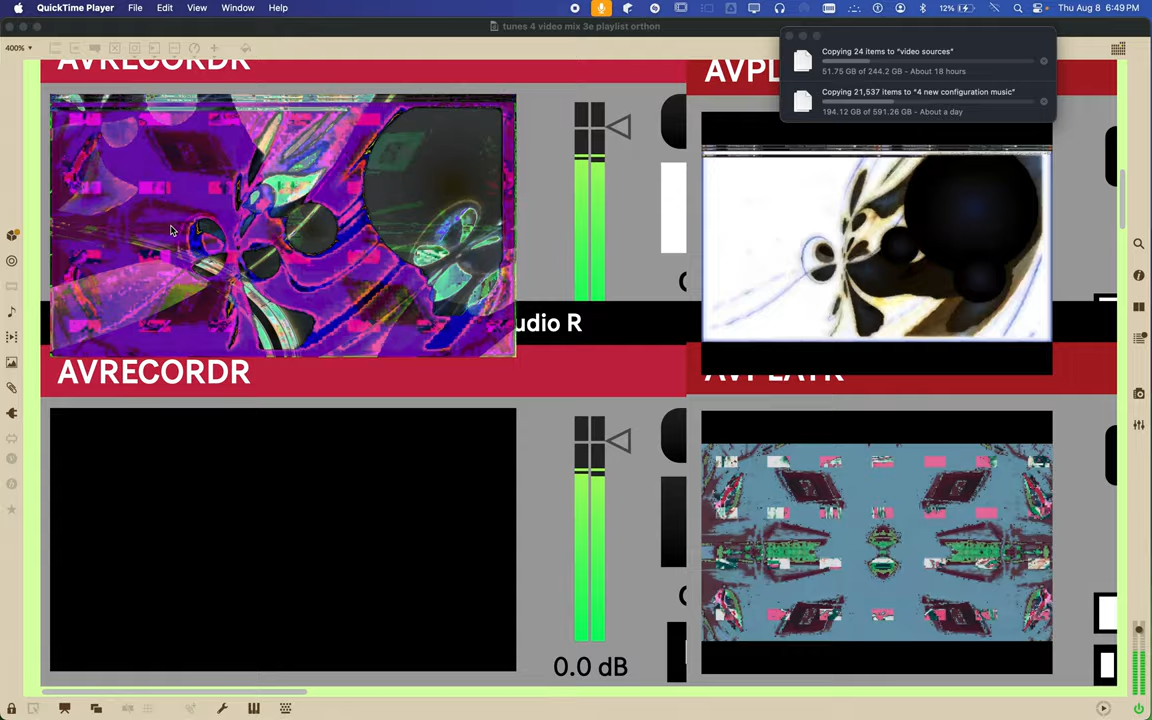 QuickTime Player File Edit View Window Help
12% Thu Aug 8 6:49 PM
tunes 4 video mix 3e playlist orthon
400%
Copying 24 items to "video sources"
51.75 GB of 244.2 GB - About 18 hours
Copying 21,537 items to "4 new configuration music"
194.12 GB of 591.26 GB - About a day
AVRECORDR
AVPL
udio R
AVRECORDR
AVPLAYR
0.0 dB